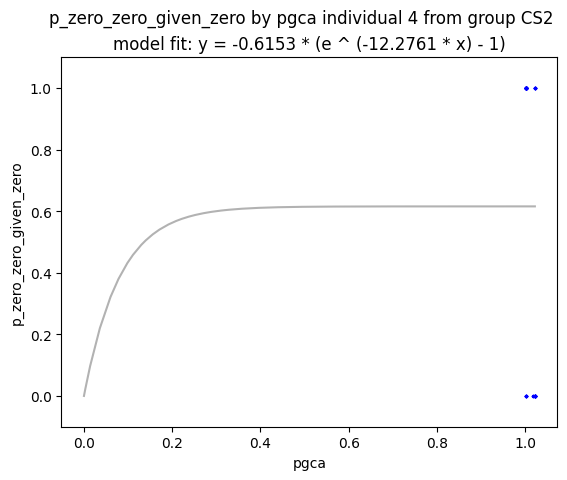 p_zero_zero_given_zero by pgca individual 4 from group CS2
model fit: y = -0.6153 * (e ^ (-12.2761 * x) - 1)
p_zero_zero_given_zero
1.0
0.8
0.6
0.4
0.2
0.0
0.0 0.2 0.4 0.6 0.8 1.0
pgca